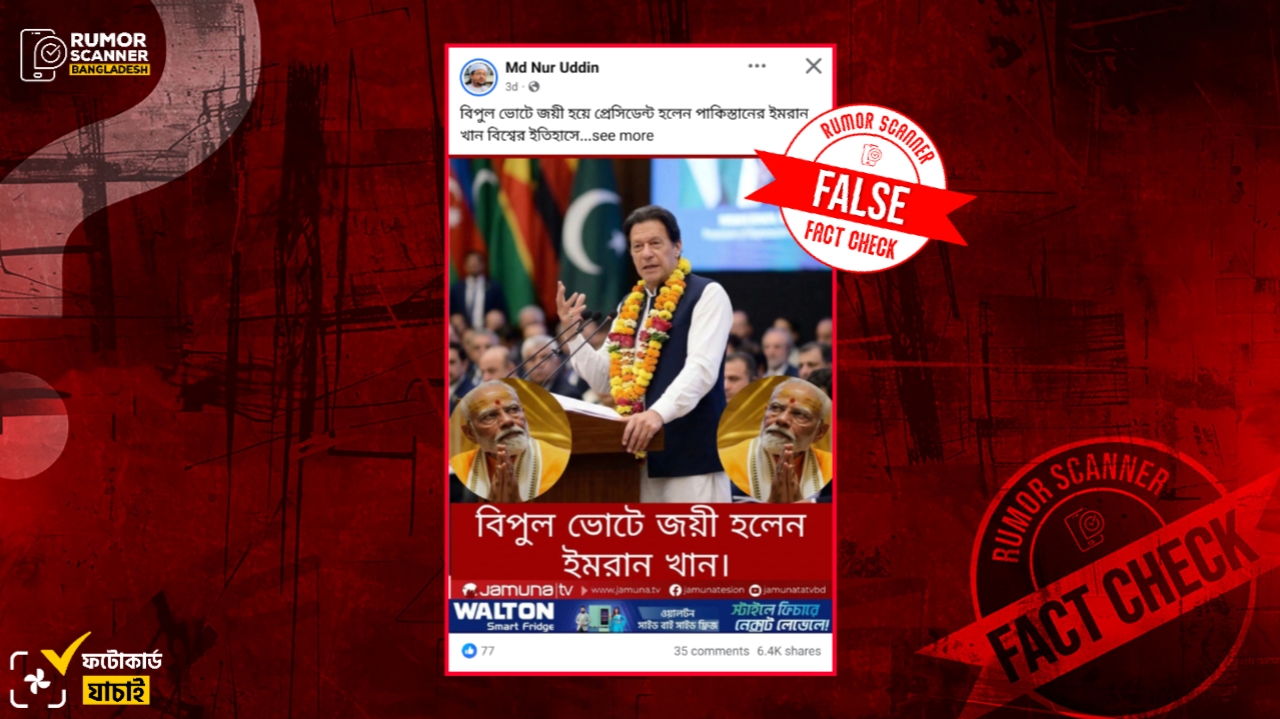 RUMOR
SCANNER
BANGLADESH
Md Nur Uddin
3d
বিপুল ভোটে জয়ী হয়ে প্রেসিডেন্ট হলেন পাকিস্তানের ইমরান
খান বিশ্বের ইতিহাসে...see more
RUMOR SCANNER
FALSE
FACT CHECK
বিপুল ভোটে জয়ী হলেন
ইমরান খান।
JAMUNA|tv www.jamuna.tv jamunatesion jamunatatvbd
WALTON
Smart Fridge
ওয়ালটন
সাইড বাই সাইড ফ্রিজ
স্টাইলে ফিচারে
নেক্সট লেভেলে!
77 35 comments 6.4K shares
RUMOR SCANNER
FACT CHECK
ফটোকার্ড
যাচাই